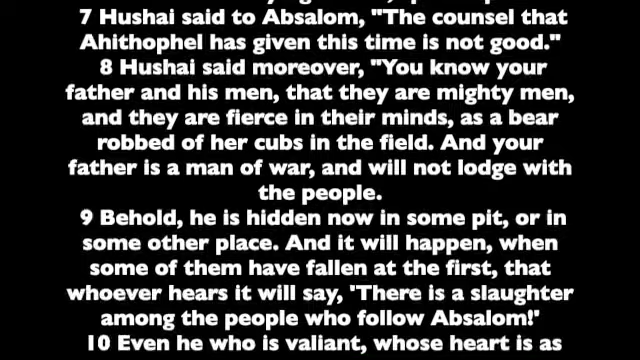 7 Hushai said to Absalom, "The counsel that
Ahithophel has given this time is not good."
8 Hushai said moreover, "You know your
father and his men, that they are mighty men,
and they are fierce in their minds, as a bear
robbed of her cubs in the field. And your
father is a man of war, and will not lodge with
the people.
9 Behold, he is hidden now in some pit, or in
some other place. And it will happen, when
some of them have fallen at the first, that
whoever hears it will say, 'There is a slaughter
among the people who follow Absalom!'
10 Even he who is valiant, whose heart is as